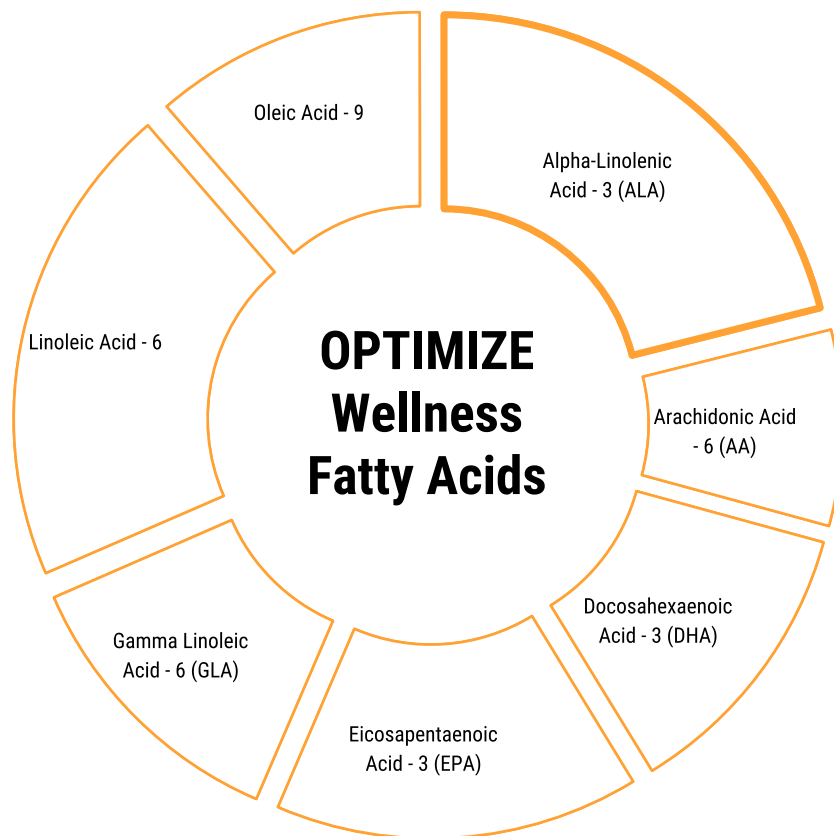 OPTIMIZE
Wellness
Fatty Acids
Alpha-Linolenic
Acid - 3 (ALA)
Arachidonic Acid
- 6 (AA)
Docosahexaenoic
Acid - 3 (DHA)
Eicosapentaenoic
Acid - 3 (EPA)
Gamma Linoleic
Acid - 6 (GLA)
Linoleic Acid - 6
Oleic Acid - 9